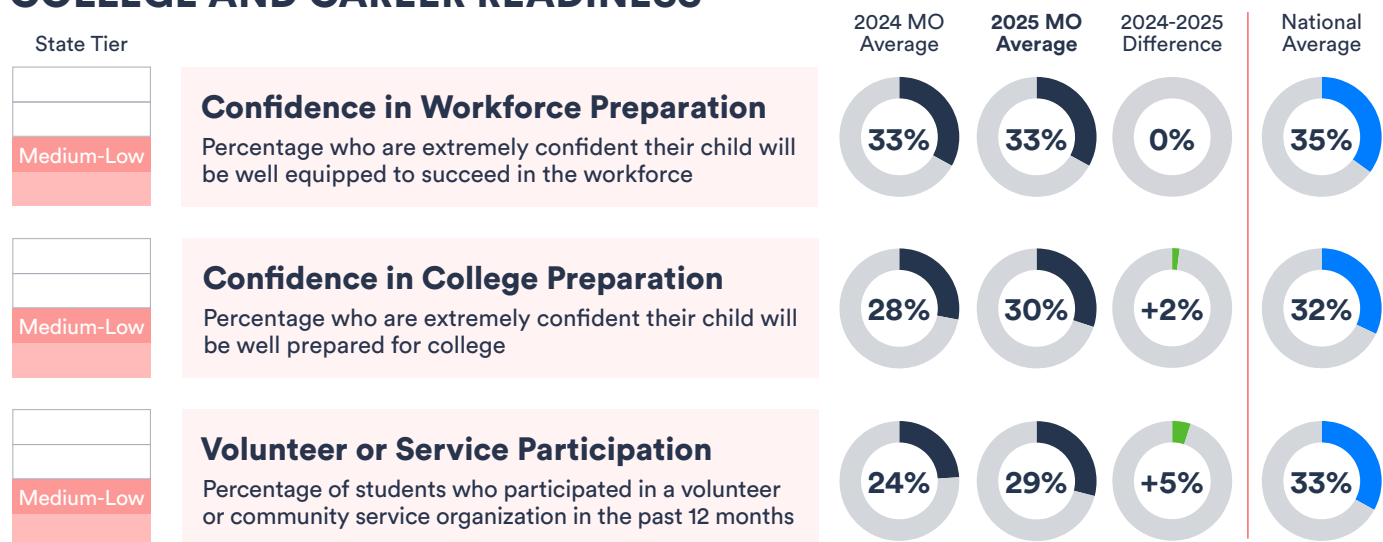 COLLEGE AND CAREER READINESS
State Tier
2024 MO
Average
2025 MO
Average
2024-2025
Difference
National
Average
Medium-Low
Confidence in Workforce Preparation
Percentage who are extremely confident their child will
be well equipped to succeed in the workforce
33%
33%
0%
35%
Medium-Low
Confidence in College Preparation
Percentage who are extremely confident their child will
be well prepared for college
28%
30%
+2%
32%
Medium-Low
Volunteer or Service Participation
Percentage of students who participated in a volunteer
or community service organization in the past 12 months
24%
29%
+5%
33%